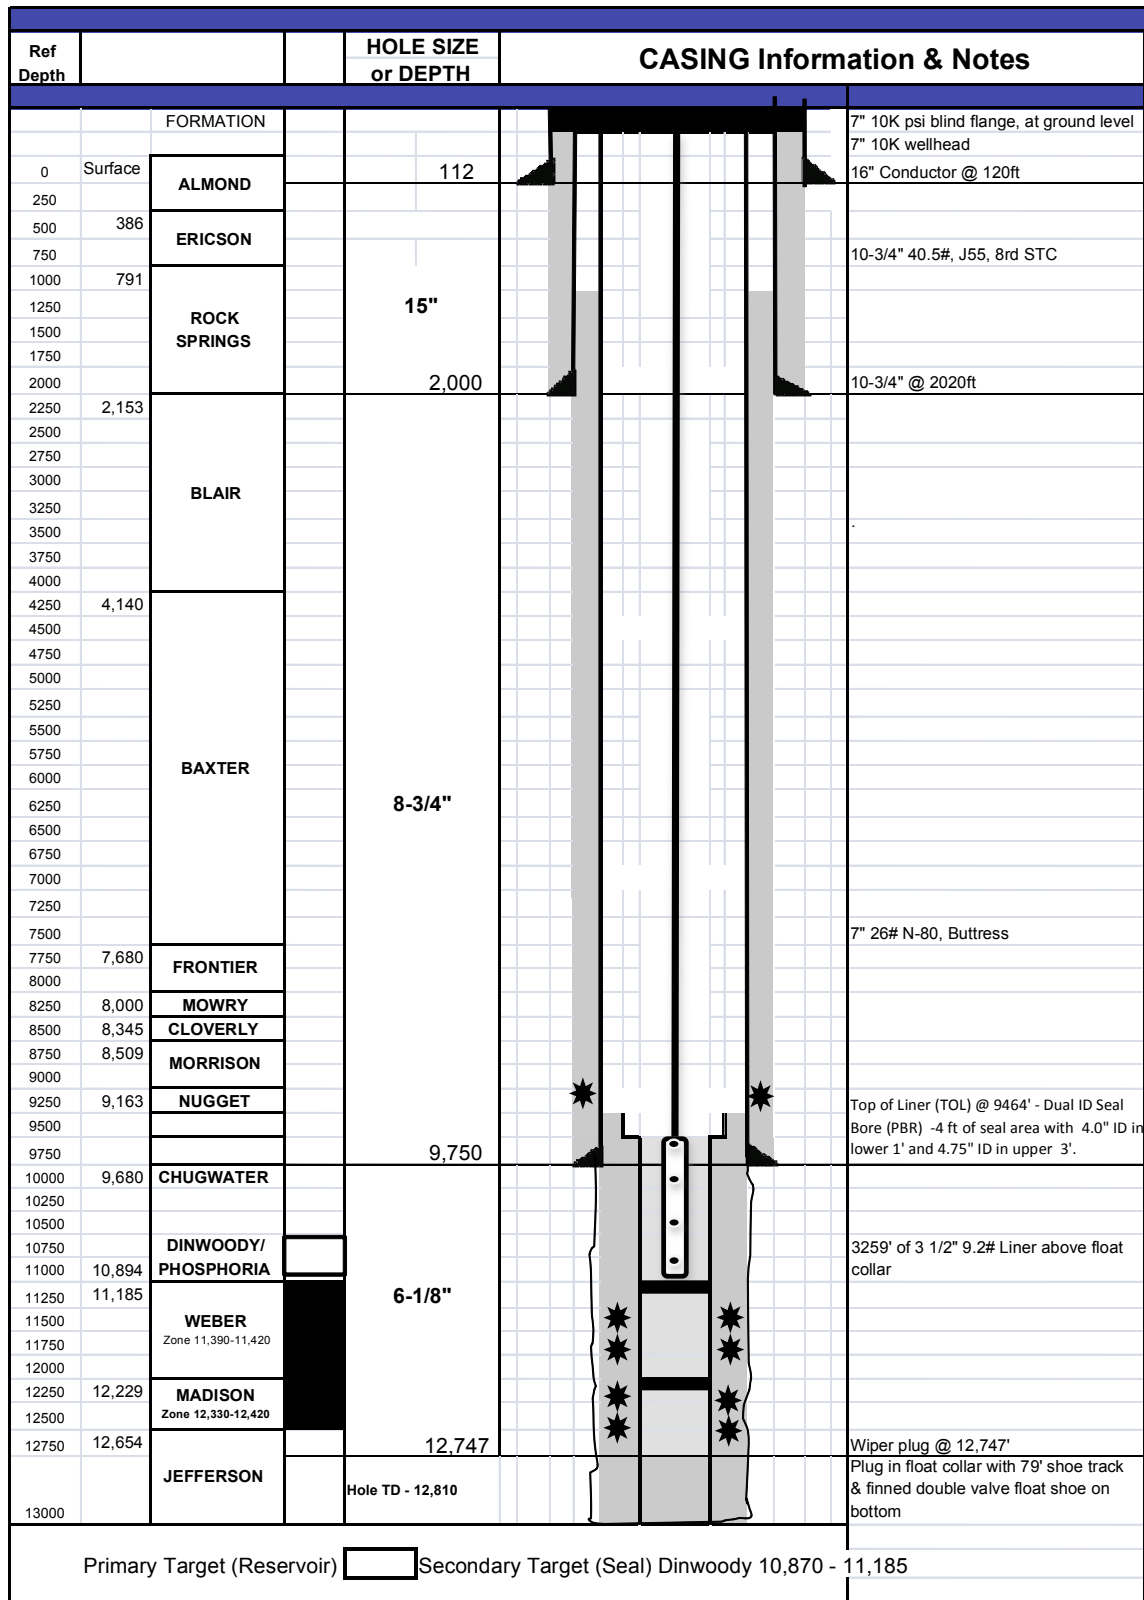 Ref Depth HOLE SIZE or DEPTH CASING Information & Notes
FORMATION 7" 10K psi blind flange, at ground level
7" 10K wellhead
0 Surface ALMOND 112 16" Conductor @ 120ft
250
500 386 ERICSON
750 10-3/4" 40.5#, J55, 8rd STC
1000 791
1250 15"
ROCK
1500
SPRINGS
1750
2000 2,000 10-3/4" @ 2020ft
2250 2,153
2500
2750
3000
BLAIR
3250
3500
3750
4000
4250 4,140
4500
4750
5000
5250
5500
5750
BAXTER
6000
6250 8-3/4"
6500
6750
7000
7250
7500 7" 26# N-80, Buttress
7750 7,680
FRONTIER
8000
8250 8,000 MOWRY
8500 8,345 CLOVERLY
8750 8,509
MORRISON
9000
9250 9,163 NUGGET Top of Liner (TOL) @ 9464' - Dual ID Seal
9500 Bore (PBR) -4 ft of seal area with 4.0" ID in
9750 9,750 lower 1' and 4.75" ID in upper 3'.
10000 9,680 CHUGWATER
10250
10500
10750 DINWOODY/ 3259' of 3 1/2" 9.2# Liner above float
11000 10,894 PHOSPHORIA collar
11250 11,185 6-1/8"
11500 WEBER
11750 Zone 11,390-11,420
12000
12250 12,229 MADISON
12500 Zone 12,330-12,420
12750 12,654 12,747 Wiper plug @ 12,747'
Plug in float collar with 79' shoe track
JEFFERSON Hole TD - 12,810 & finned double valve float shoe on
13000 bottom
Primary Target (Reservoir) Secondary Target (Seal) Dinwoody 10,870 - 11,185